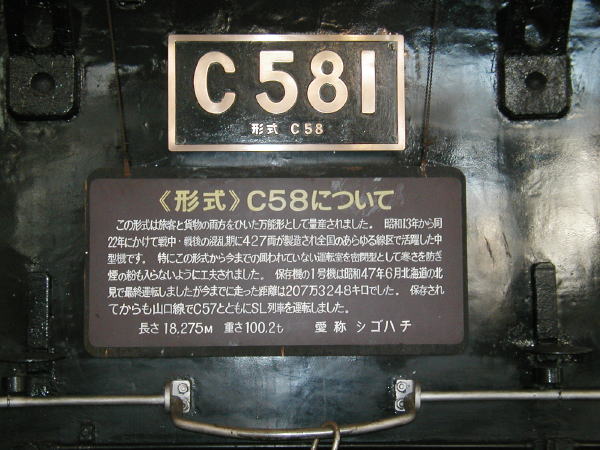 C581
形式 C58
《形式》C58について
この形式は旅客と貨物の両方をひいた万能形として量産されました。 昭和13年から同
22年にかけて戦中・戦後の混乱期に427両が製造され全国のあらゆる線区で活躍した中
型機です。 特にこの形式から今までの囲われていない運転室を密閉型として寒さを防ぎ
煙の粉も入らないように工夫されました。 保存機の1号機は昭和47年6月北海道の北
見で最終運転しましたが今までに走った距離は207万3248キロでした。 保存され
てからも山口線でC57とともにSL列車を運転しました。
長さ 18,275M 重さ100.2t 愛称 シゴハチ